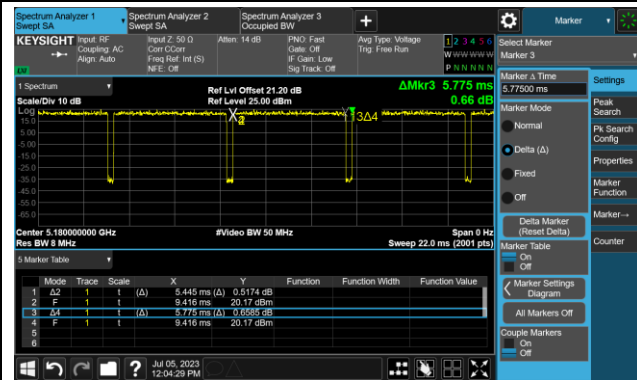 Spectrum Analyzer 1
Swept SA
Spectrum Analyzer 2
Swept SA
Spectrum Analyzer 3
Occupied BW
Marker
KEYSIGHT
Input: RF
Coupling: AC
Align: Auto
Input Z: 50 Ω
Corr CCorr
Freq Ref: Int (S)
NFE: Off
Atten: 14 dB
PNO: Fast
Gate: Off
IF Gain: Low
Sig Track: Off
Avg Type: Voltage
Trig: Free Run
1 2 3 4 5 6
W W W W W W
P N N N N N
LXI
Select Marker
Marker 3
1 Spectrum
Scale/Div 10 dB
Ref Lvl Offset 21.20 dB
Ref Level 25.00 dBm
ΔMkr3 5.775 ms
0.66 dB
Log
15.0
5.00
-5.00
-15.0
-25.0
-35.0
-45.0
-55.0
-65.0
3Δ4
Center 5.180000000 GHz
Res BW 8 MHz
#Video BW 50 MHz
Span 0 Hz
Sweep 22.0 ms (2001 pts)
Marker Δ Time
5.77500 ms
Marker Mode
Normal
Delta (Δ)
Fixed
Off
Delta Marker
(Reset Delta)
Marker Table
On
Off
Marker Settings
Diagram
All Markers Off
Couple Markers
On
Off
Settings
Peak
Search
Pk Search
Config
Properties
Marker
Function
Marker→
Counter
5 Marker Table
Mode Trace Scale X Y Function Function Width Function Value
1 Δ2 1 t (Δ) 5.445 ms (Δ) 0.5174 dB
2 F 1 t 9.416 ms 20.17 dBm
3 Δ4 1 t (Δ) 5.775 ms (Δ) 0.6585 dB
4 F 1 t 9.416 ms 20.17 dBm
5
6
?
Jul 05, 2023
12:04:29 PM